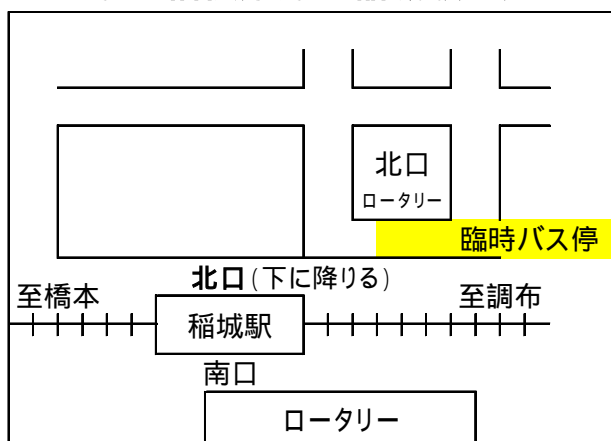 北口
ロータリー
臨時バス停
北口(下に降りる)
至橋本
至調布
稲城駅
南口
ロータリー